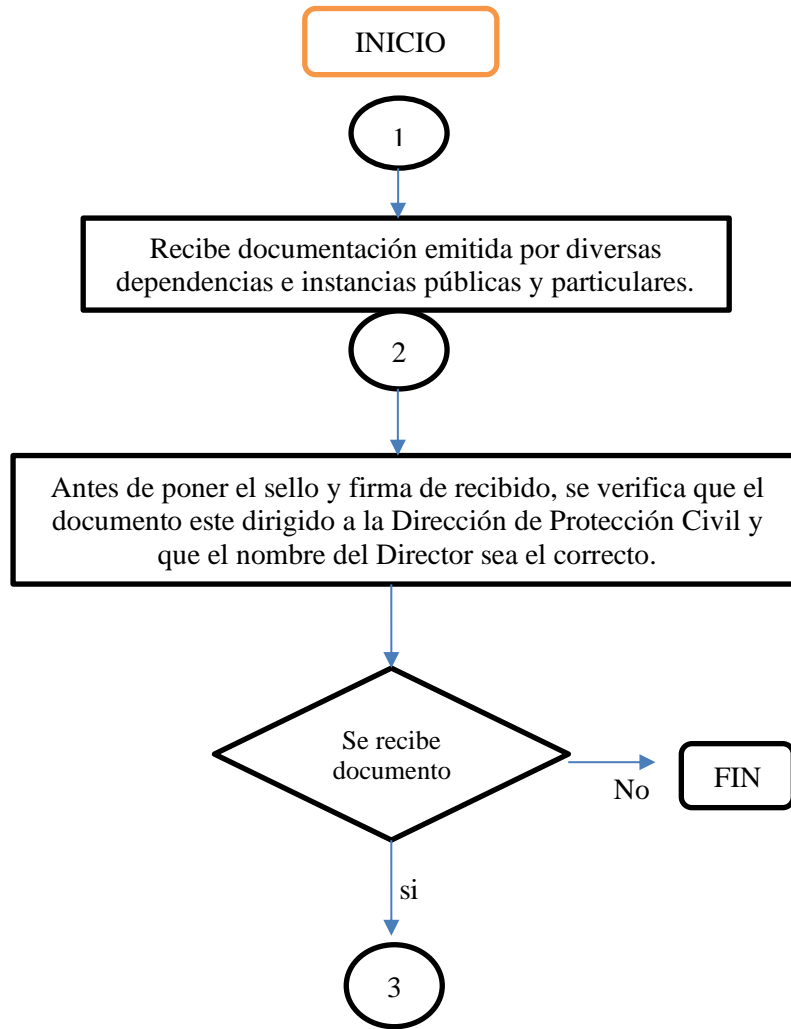 INICIO
1
Recibe documentación emitida por diversas
dependencias e instancias públicas y particulares.
2
Antes de poner el sello y firma de recibido, se verifica que el
documento este dirigido a la Dirección de Protección Civil y
que el nombre del Director sea el correcto.
Se recibe
documento
No
FIN
si
3